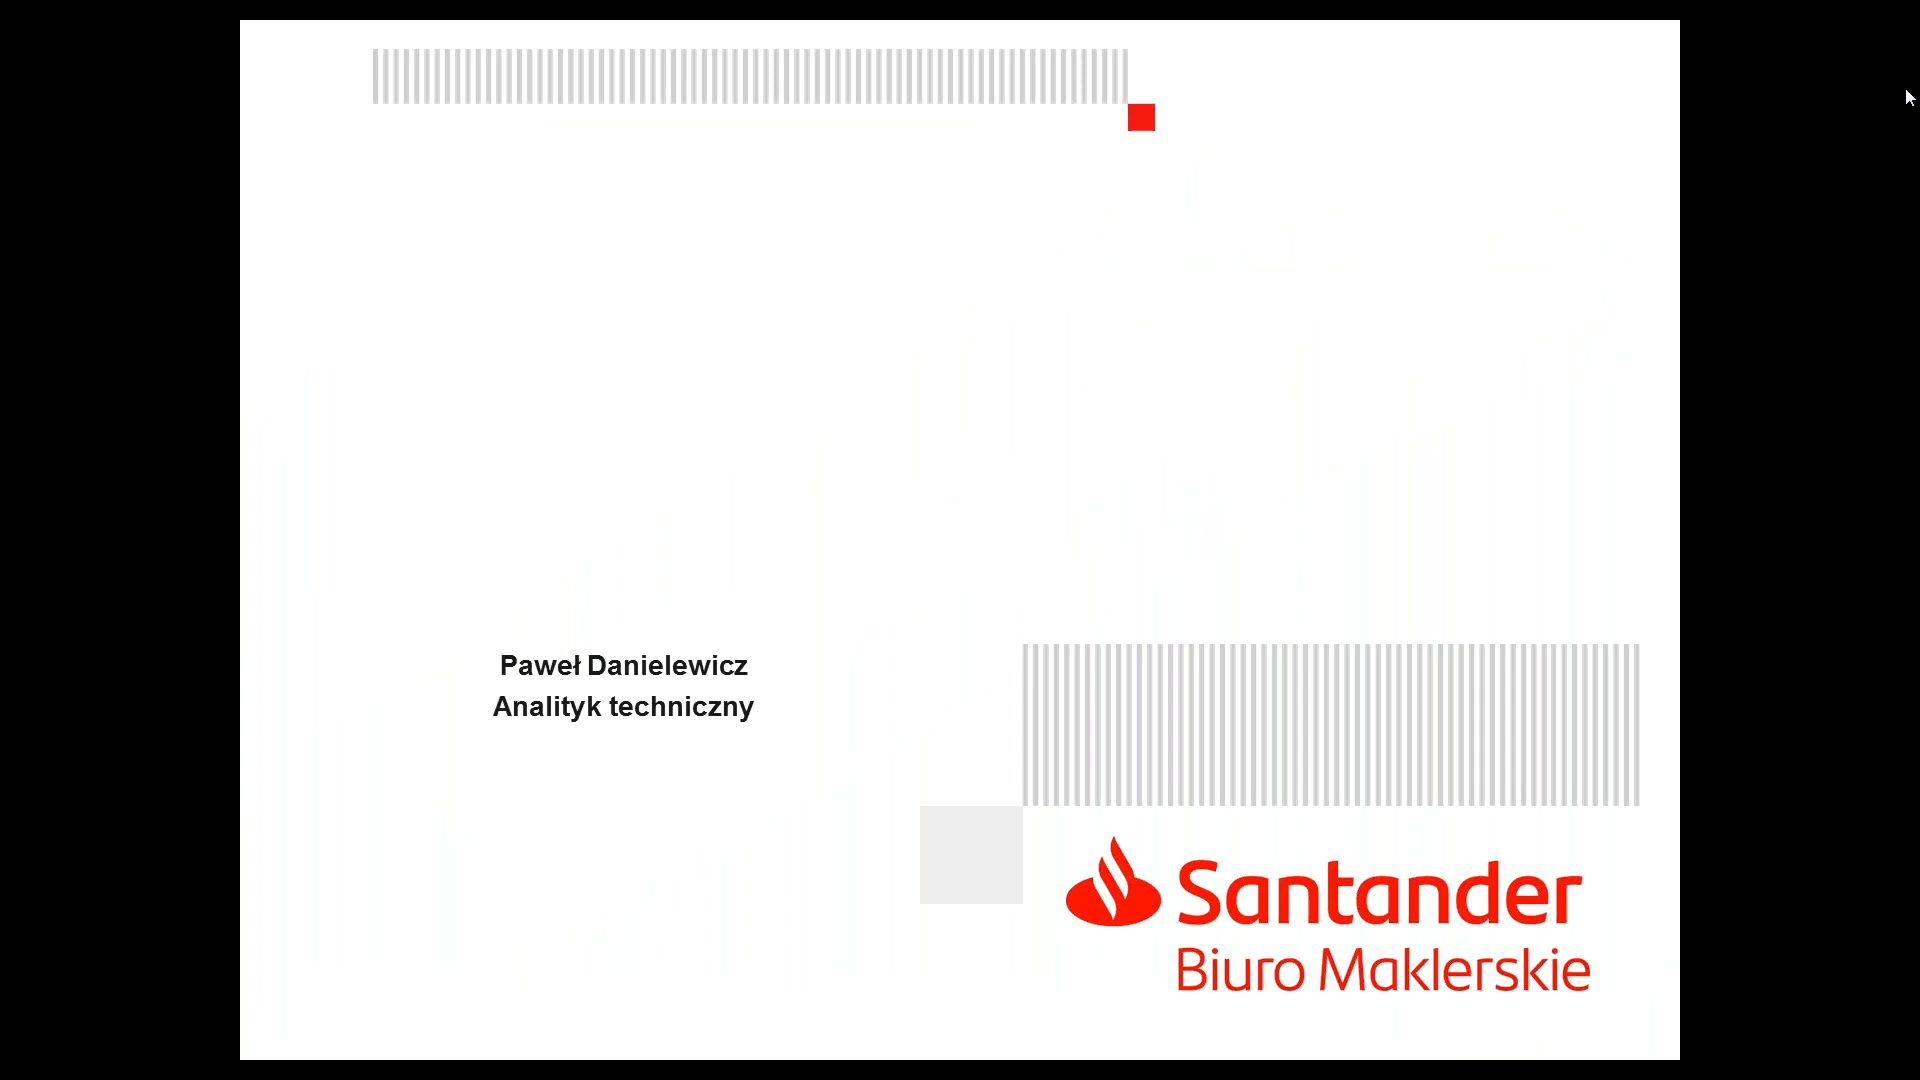 Paweł Danielewicz
Analityk techniczny
Santander
Biuro Maklerskie